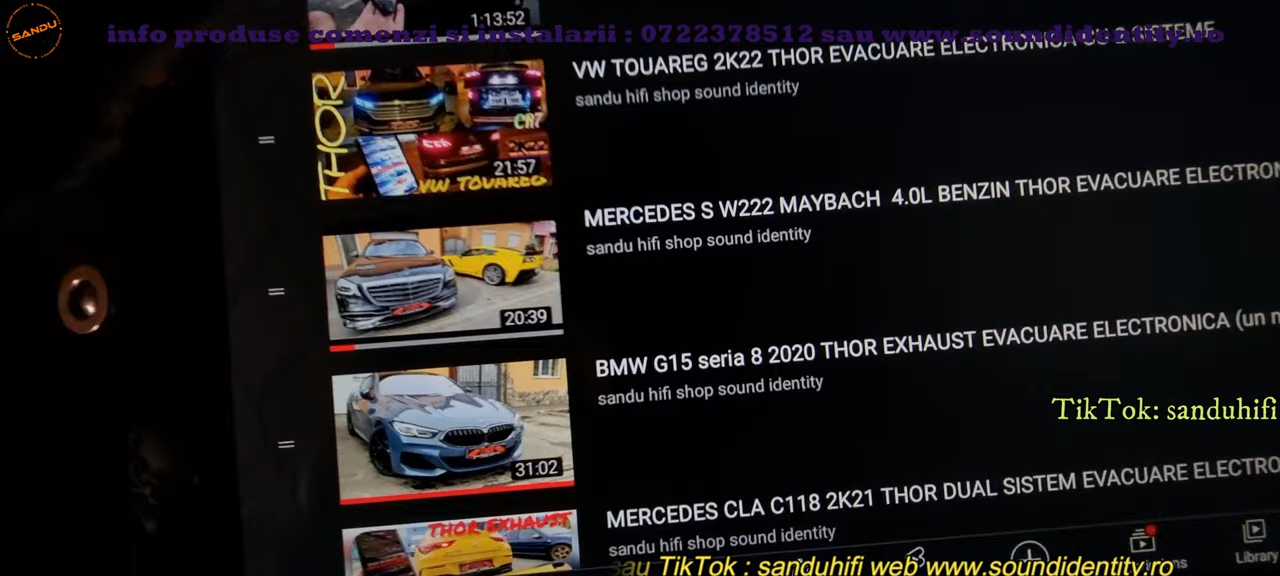 SANDU
1:13:52
info produse comenzi si instalarii : 0722378512 sau www.soundidentity.ro
VW TOUAREG 2K22 THOR EVACUARE ELECTRONICA CU 2 SISTEME
sandu hifi shop sound identity
THOR
CR7
21:57
VW TOUAREG
MERCEDES S W222 MAYBACH 4.0L BENZIN THOR EVACUARE ELECTRON
sandu hifi shop sound identity
20:39
BMW G15 seria 8 2020 THOR EXHAUST EVACUARE ELECTRONICA (un
sandu hifi shop sound identity
TikTok: sanduhifi
31:02
MERCEDES CLA C118 2K21 THOR DUAL SISTEM EVACUARE ELECTRO
sandu hifi shop sound identity
THOR EXHAUST
Library
sau TikTok : sanduhifi web www.soundidentity.ro